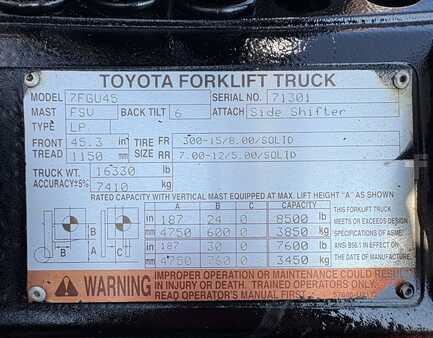 TOYOTA FORKLIFT TRUCK
MODEL 7FGU45 SERIAL NO. 71301
MAST FSV BACK TILT 6 ATTACH Side Shifter
TYPE LP
FRONT TREAD 45.3 in 1150 mm
TIRE SIZE FR 300-15/8.00/SOLID
RR 7.00-12/5.00/SOLID
TRUCK WT. 16330 lb
ACCURACY±5% 7410 kg
RATED CAPACITY WITH VERTICAL MAST EQUIPPED AT MAX. LIFT HEIGHT "A" AS SHOWN
A B C CAPACITY
in 187 24 0 8500 lb
mm 4750 600 0 3850 kg
in 187 30 0 7600 lb
mm 4750 760 0 3450 kg
A
B
C
THIS FORKLIFT TRUCK
MEETS OR EXCEEDS DESIGN
SPECIFICATIONS OF ASME
ANSI B56.1 IN EFFECT ON
THE DATE OF MANUFACTURE.
WARNING
IMPROPER OPERATION OR MAINTENANCE COULD RESULT
IN INJURY OR DEATH. TRAINED OPERATORS ONLY.
READ OPERATOR'S MANUAL FIRST.